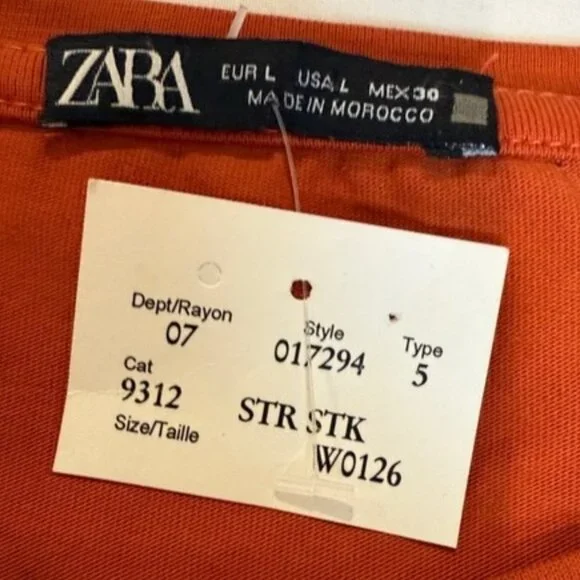 ZARA
EUR L USA L MEX 30
MADE IN MOROCCO
Dept/Rayon Style Type
07 017294 5
Cat
9312 STR STK
Size/Taille W0126